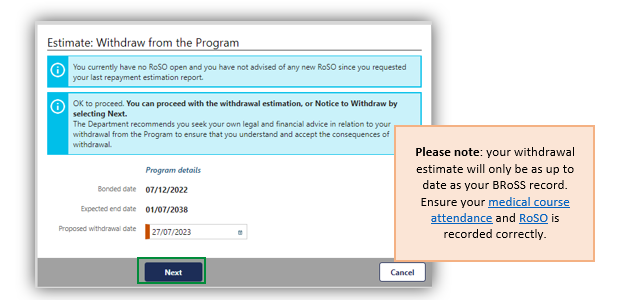 Estimate: Withdraw from the Program
You currently have no RoSO open and you have not advised of any new RoSO since you requested
your last repayment estimation report.
OK to proceed. You can proceed with the withdrawal estimation, or Notice to Withdraw by
selecting Next.
The Department recommends you seek your own legal and financial advice in relation to your
withdrawal from the Program to ensure that you understand and accept the consequences of
withdrawal.
Program details
Bonded date 07/12/2022
Expected end date 01/07/2038
Proposed withdrawal date 27/07/2023
Next
Cancel
Please note: your withdrawal
estimate will only be as up to
date as your BRoSS record.
Ensure your medical course
attendance and RoSO is
recorded correctly.